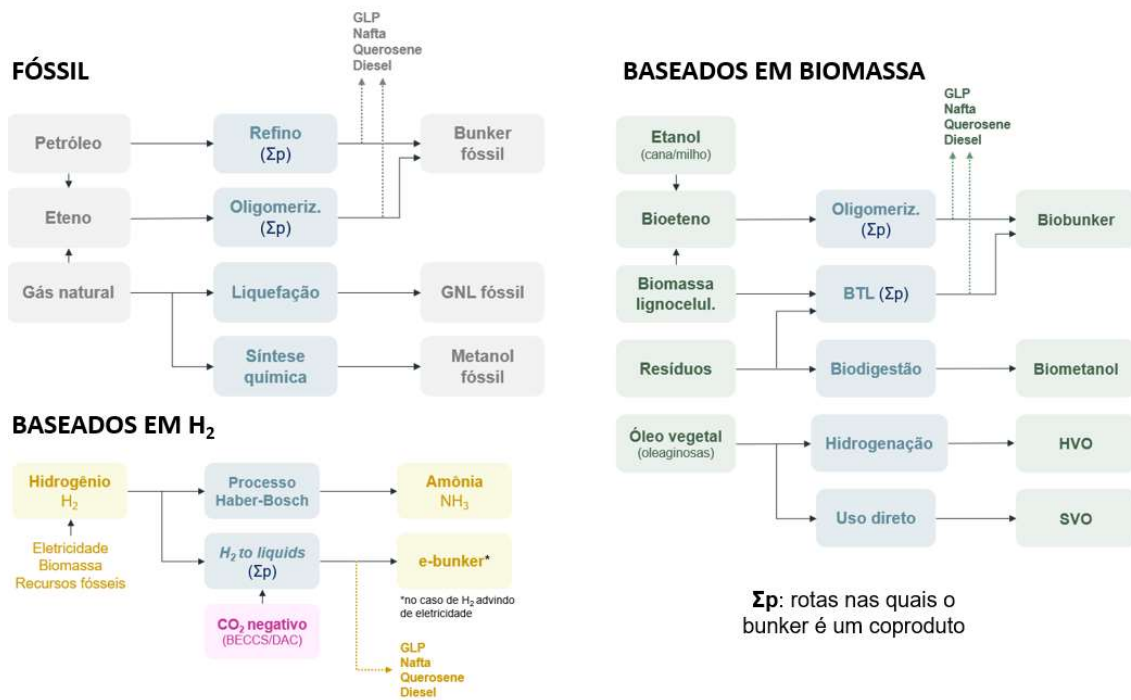 FÓSSIL
GLP
Nafta
Querosene
Diesel
Petróleo
Refino
(Σp)
Bunker
fóssil
Eteno
Oligomeriz.
(Σp)
Gás natural
Liquefação
GNL fóssil
Síntese
química
Metanol
fóssil
BASEADOS EM H₂
Hidrogênio
H₂
Processo
Haber-Bosch
Amônia
NH₃
Eletricidade
Biomassa
Recursos fósseis
H₂ to liquids
(Σp)
e-bunker*
*no caso de H₂ advindo
de eletricidade
CO₂ negativo
(BECCS/DAC)
GLP
Nafta
Querosene
Diesel
BASEADOS EM BIOMASSA
GLP
Nafta
Querosene
Diesel
Etanol
(cana/milho)
Bioeteno
Oligomeriz.
(Σp)
Biobunker
Biomassa
lignocelul.
BTL (Σp)
Resíduos
Biodigestão
Biometanol
Óleo vegetal
(oleaginosas)
Hidrogenação
HVO
Uso direto
SVO
Σp: rotas nas quais o
bunker é um coproduto